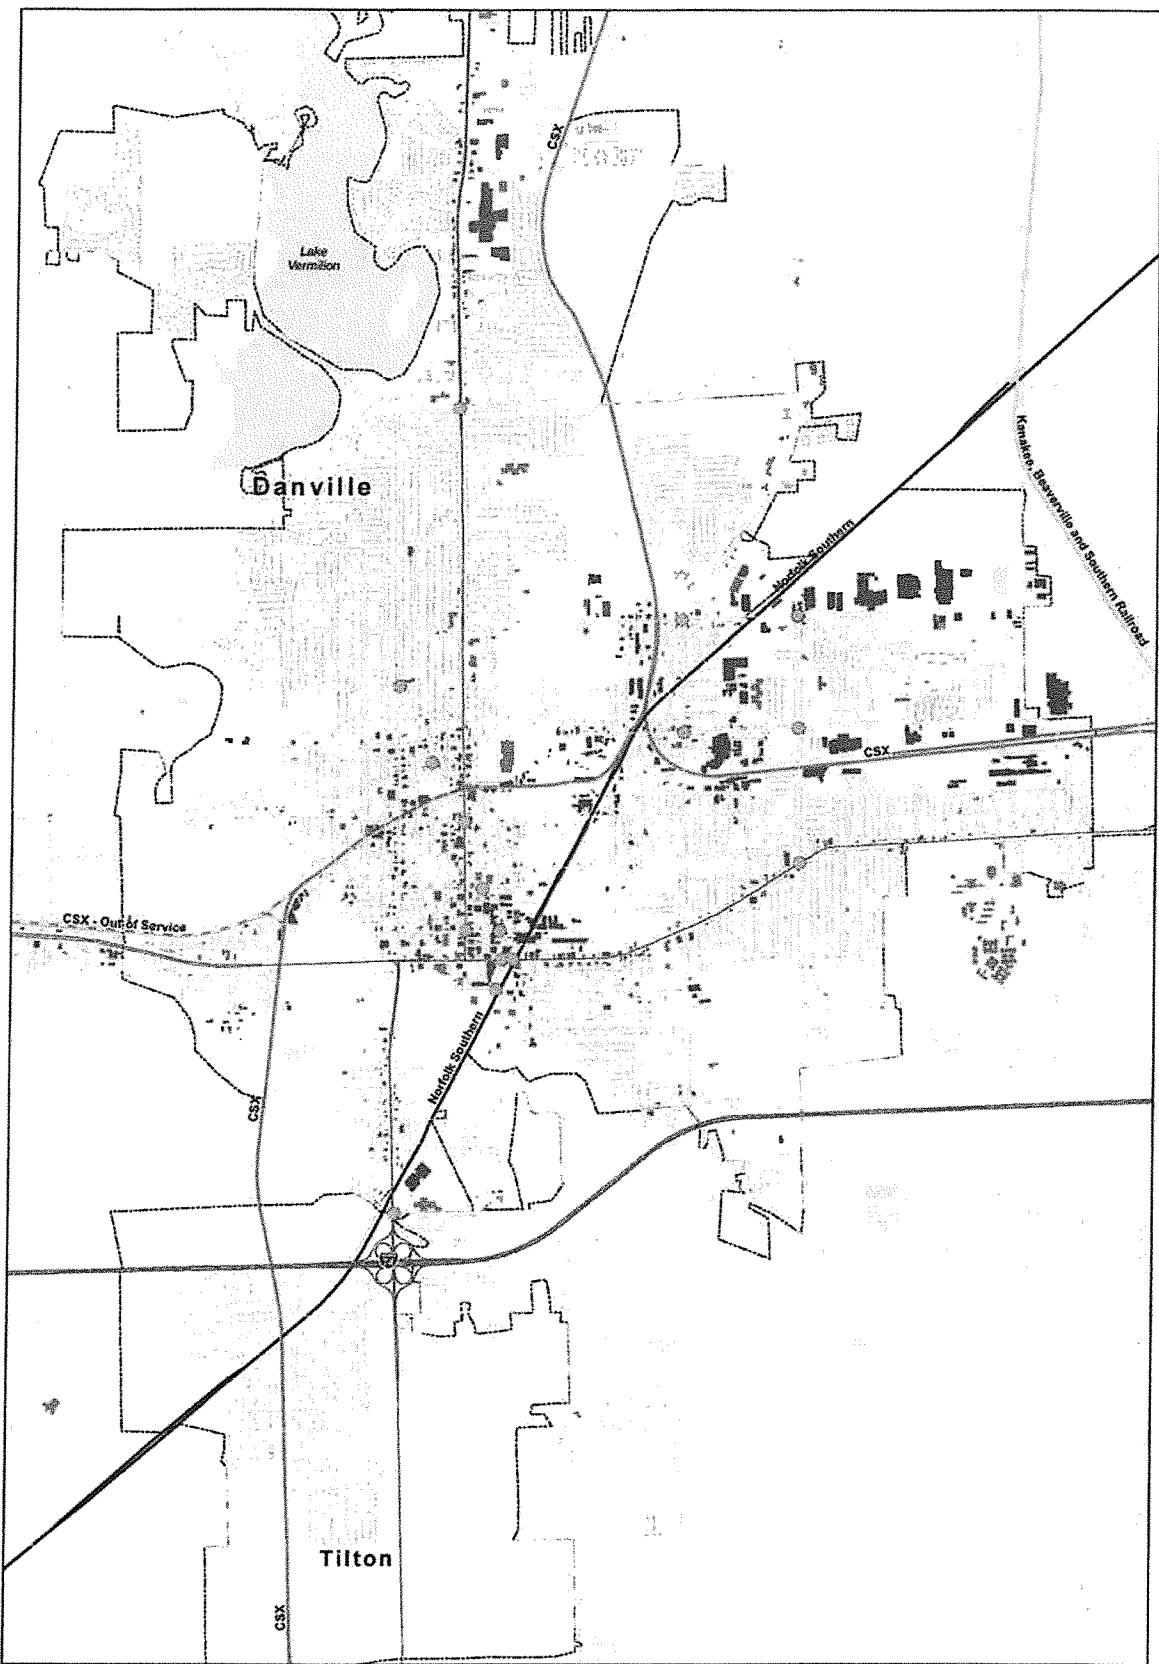 CSX
Lake
Vermilion
Danville
Kankakee, Beaverville and Southern Railroad
Norfolk Southern
CSX
CSX - Out of Service
Norfolk Southern
CSX
Tilton
CSX